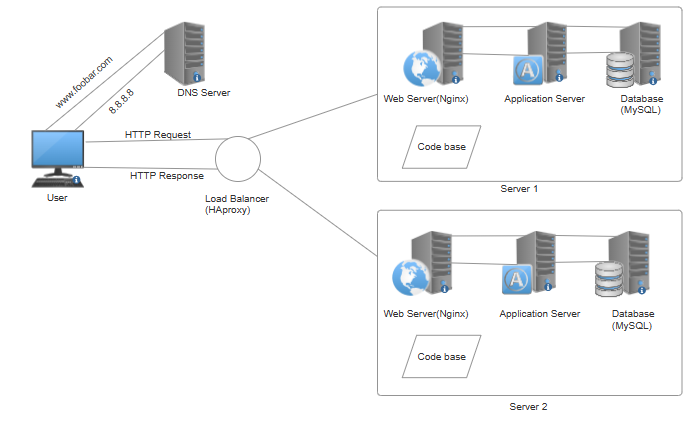 www.foobar.com
8.8.8.8
DNS Server
HTTP Request
HTTP Response
User
Load Balancer
(HAproxy)
Web Server(Nginx)
Application Server
Database
(MySQL)
Code base
Server 1
Web Server(Nginx)
Application Server
Database
(MySQL)
Code base
Server 2